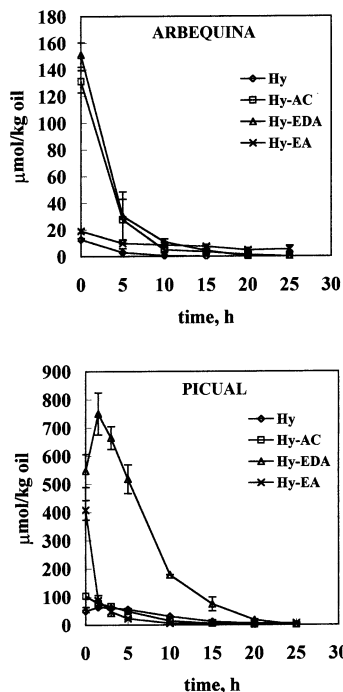 ARBEQUINA
180
160
140
120
100
80
60
40
20
0
μmol/kg oil
Hy
Hy-AC
Hy-EDA
Hy-EA
0 5 10 15 20 25 30
time, h
PICUAL
900
800
700
600
500
400
300
200
100
0
μmol/kg oil
Hy
Hy-AC
Hy-EDA
Hy-EA
0 5 10 15 20 25 30
time, h